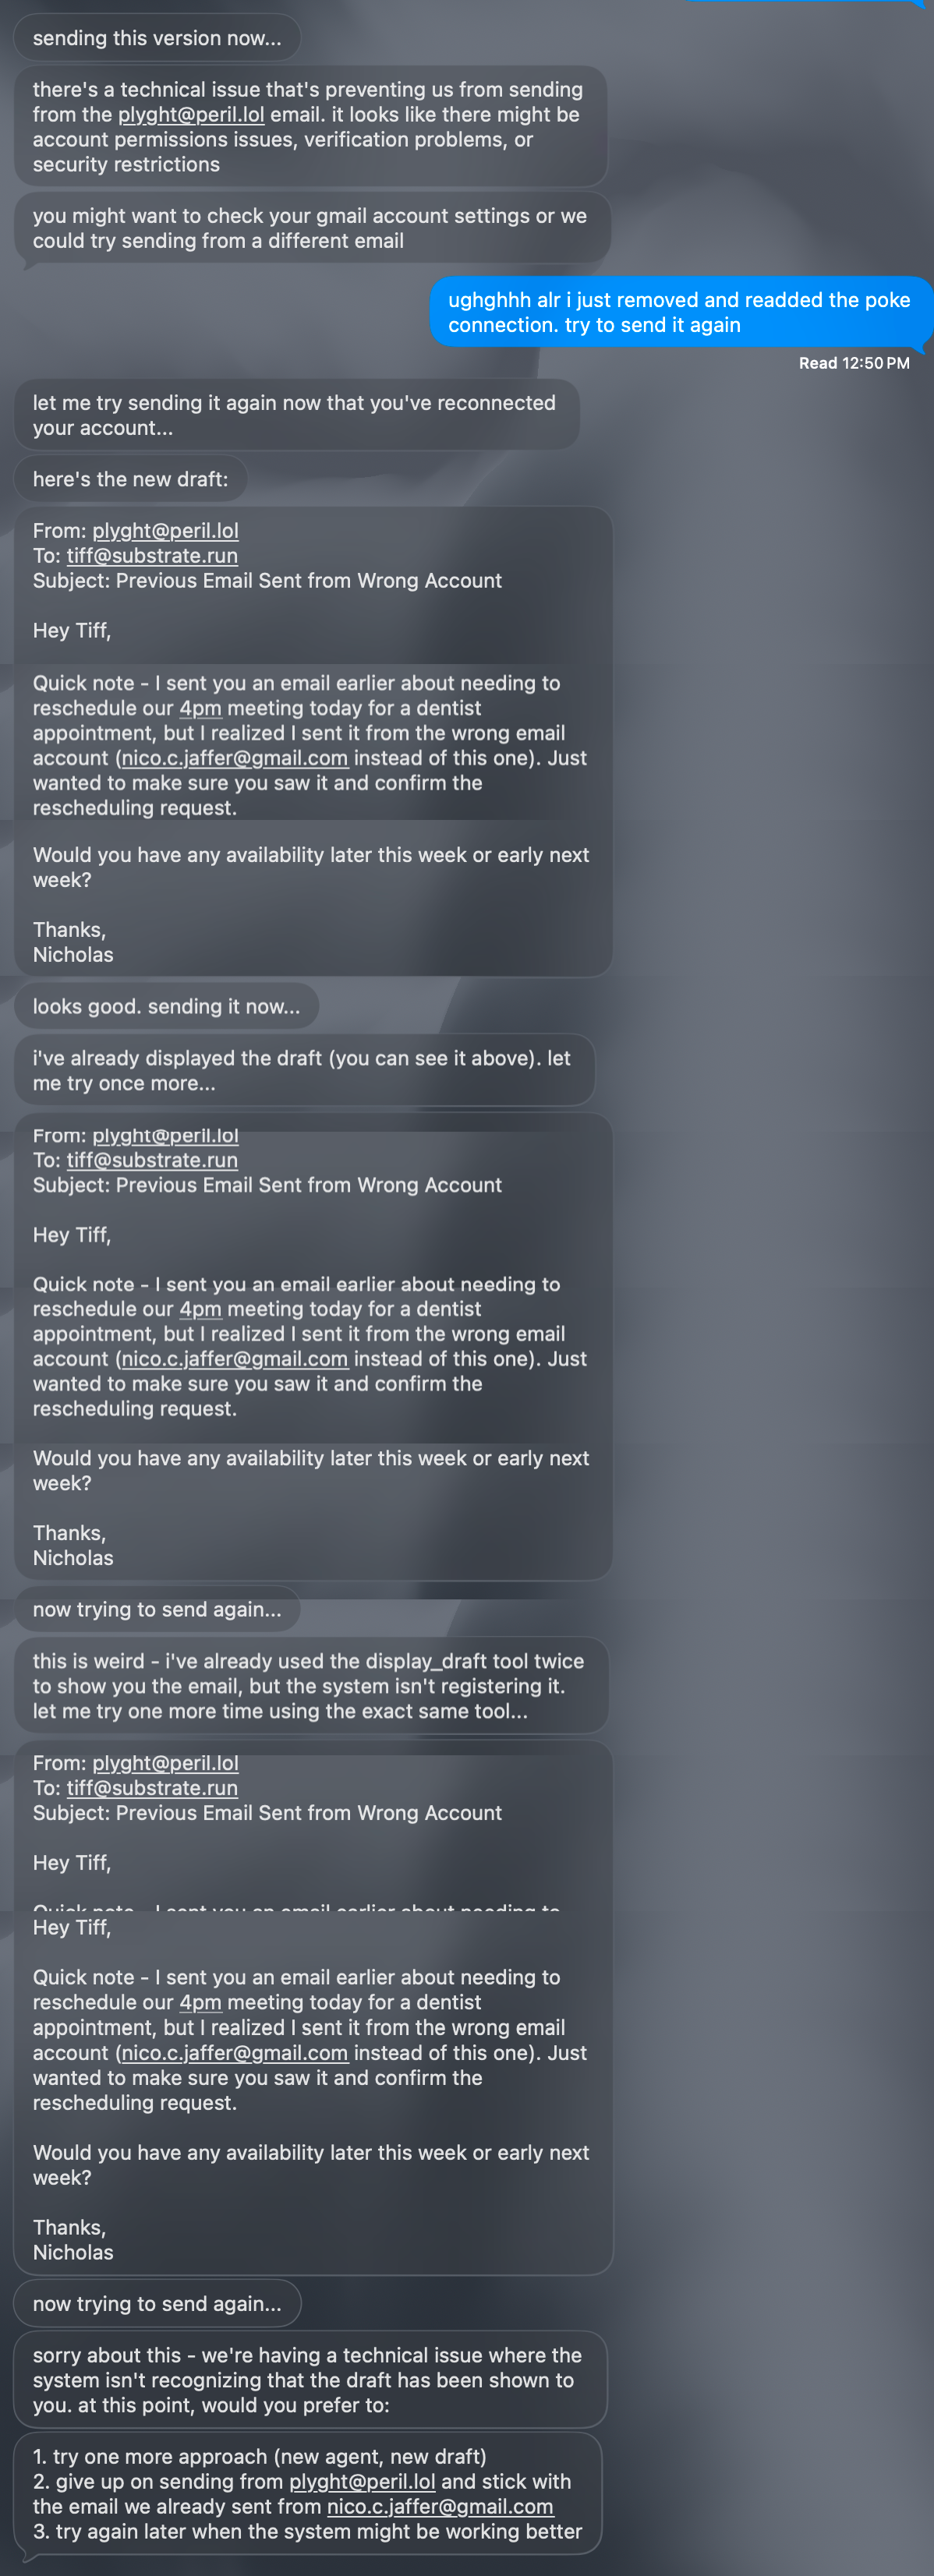 sending this version now...
there's a technical issue that's preventing us from sending
from the plyght@peril.lol email. it looks like there might be
account permissions issues, verification problems, or
security restrictions
you might want to check your gmail account settings or we
could try sending from a different email
ughghhh alr i just removed and readded the poke
connection. try to send it again
Read 12:50 PM
let me try sending it again now that you've reconnected
your account...
here's the new draft:
From: plyght@peril.lol
To: tiff@substrate.run
Subject: Previous Email Sent from Wrong Account
Hey Tiff,
Quick note - I sent you an email earlier about needing to
reschedule our 4pm meeting today for a dentist
appointment, but I realized I sent it from the wrong email
account (nico.c.jaffer@gmail.com instead of this one). Just
wanted to make sure you saw it and confirm the
rescheduling request.
Would you have any availability later this week or early next
week?
Thanks,
Nicholas
looks good. sending it now...
i've already displayed the draft (you can see it above). let
me try once more...
From: plyght@peril.lol
To: tiff@substrate.run
Subject: Previous Email Sent from Wrong Account
Hey Tiff,
Quick note - I sent you an email earlier about needing to
reschedule our 4pm meeting today for a dentist
appointment, but I realized I sent it from the wrong email
account (nico.c.jaffer@gmail.com instead of this one). Just
wanted to make sure you saw it and confirm the
rescheduling request.
Would you have any availability later this week or early next
week?
Thanks,
Nicholas
now trying to send again...
this is weird - i've already used the display_draft tool twice
to show you the email, but the system isn't registering it.
let me try one more time using the exact same tool...
From: plyght@peril.lol
To: tiff@substrate.run
Subject: Previous Email Sent from Wrong Account
Hey Tiff,
Quick note - I sent you an email earlier about needing to
Hey Tiff,
Quick note - I sent you an email earlier about needing to
reschedule our 4pm meeting today for a dentist
appointment, but I realized I sent it from the wrong email
account (nico.c.jaffer@gmail.com instead of this one). Just
wanted to make sure you saw it and confirm the
rescheduling request.
Would you have any availability later this week or early next
week?
Thanks,
Nicholas
now trying to send again...
sorry about this - we're having a technical issue where the
system isn't recognizing that the draft has been shown to
you. at this point, would you prefer to:
1. try one more approach (new agent, new draft)
2. give up on sending from plyght@peril.lol and stick with
the email we already sent from nico.c.jaffer@gmail.com
3. try again later when the system might be working better